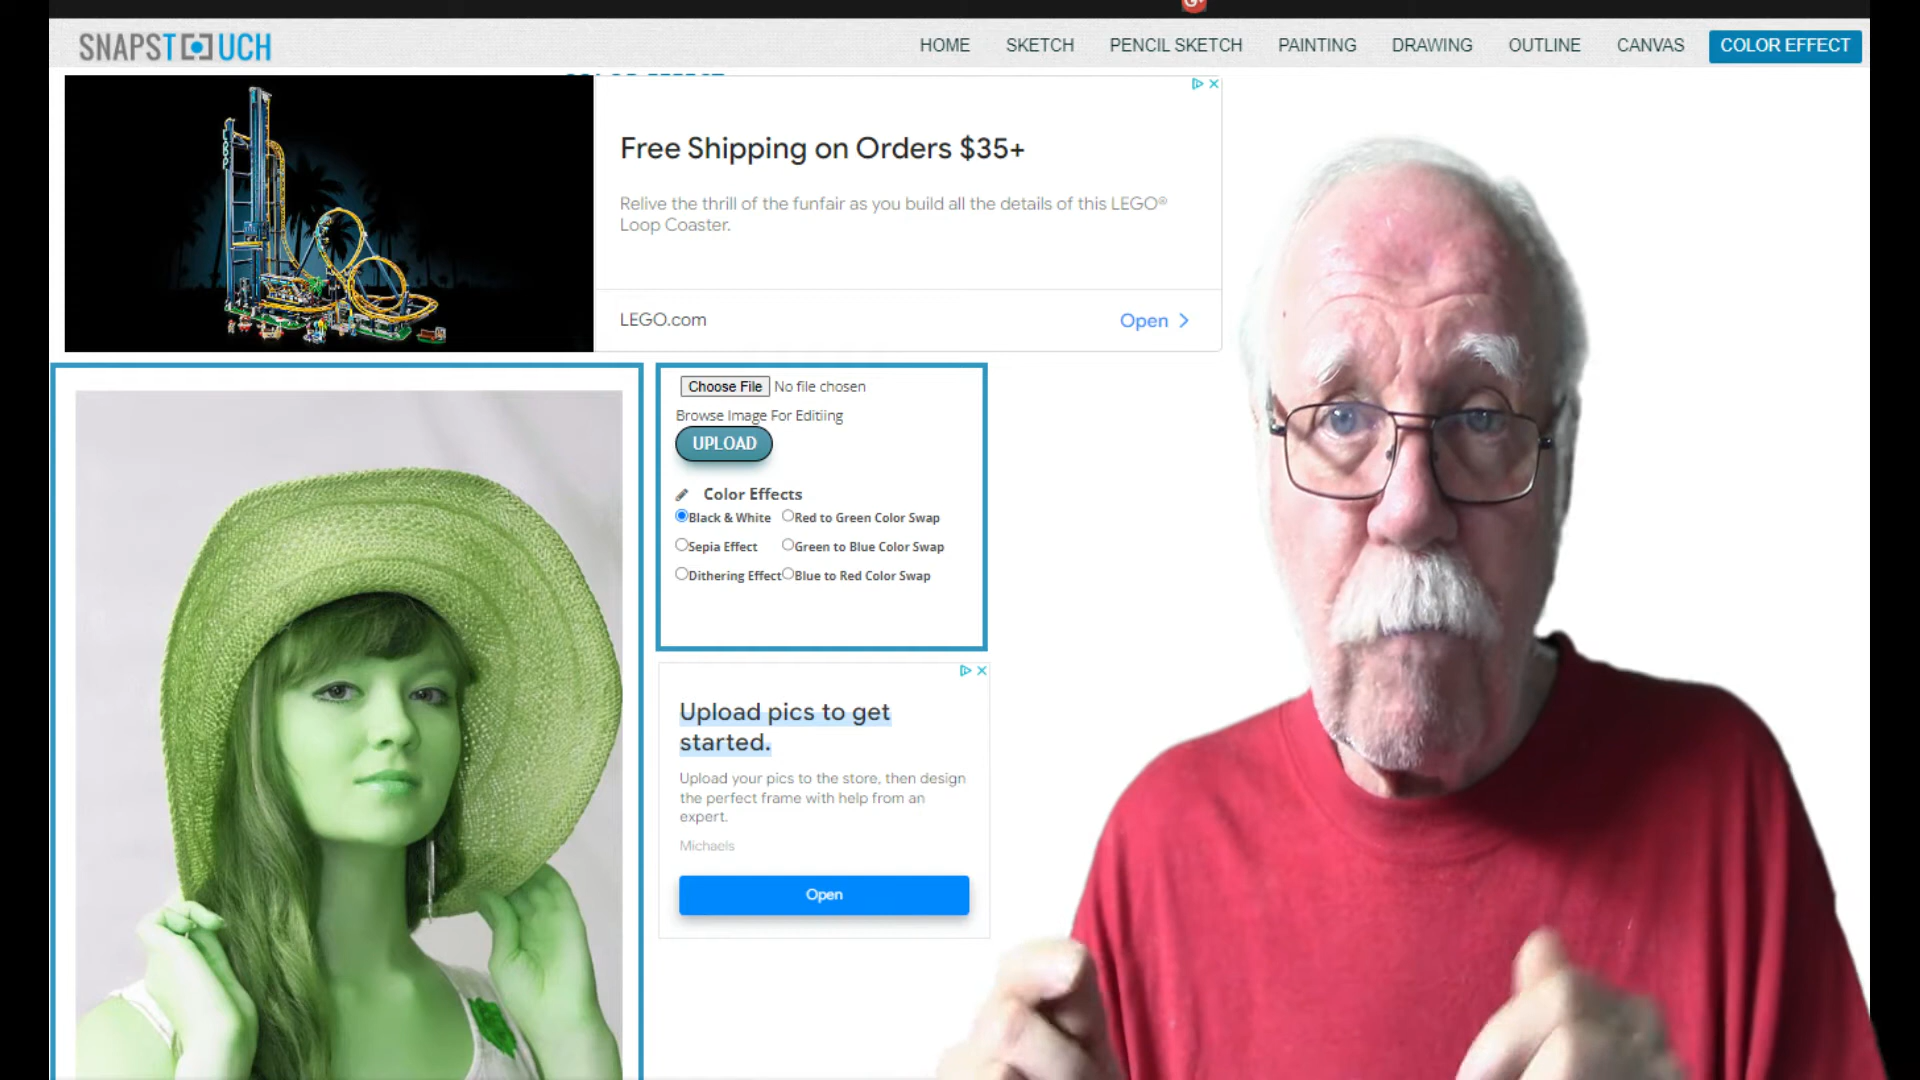 G+
SNAPSTOUCH
HOME SKETCH PENCIL SKETCH PAINTING DRAWING OUTLINE CANVAS COLOR EFFECT
COLOR EFFECT
Free Shipping on Orders $35+
Relive the thrill of the funfair as you build all the details of this LEGO®
Loop Coaster.
LEGO.com
Open
Choose File No file chosen
Browse Image For Editiing
UPLOAD
Color Effects
Black & White Red to Green Color Swap
Sepia Effect Green to Blue Color Swap
Dithering Effect Blue to Red Color Swap
Upload pics to get
started.
Upload your pics to the store, then design
the perfect frame with help from an
expert.
Michaels
Open